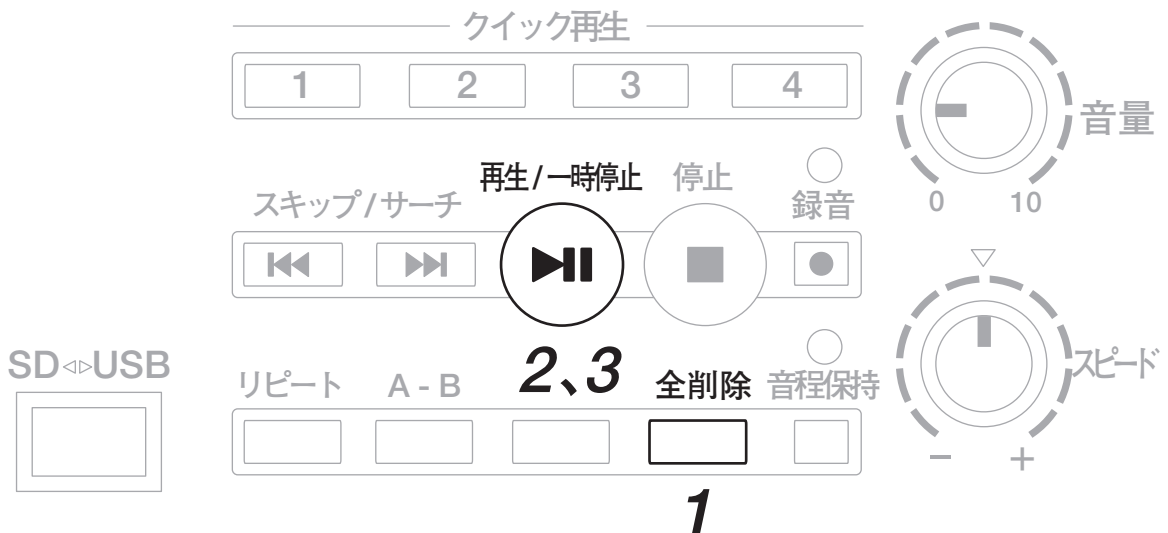 クイック再生
1 2 3 4
音量
0 10
再生/一時停止 停止
スキップ/サーチ 録音
SD◁▷USB
リピート A - B 2、3 全削除 音程保持
スピード
− +
1